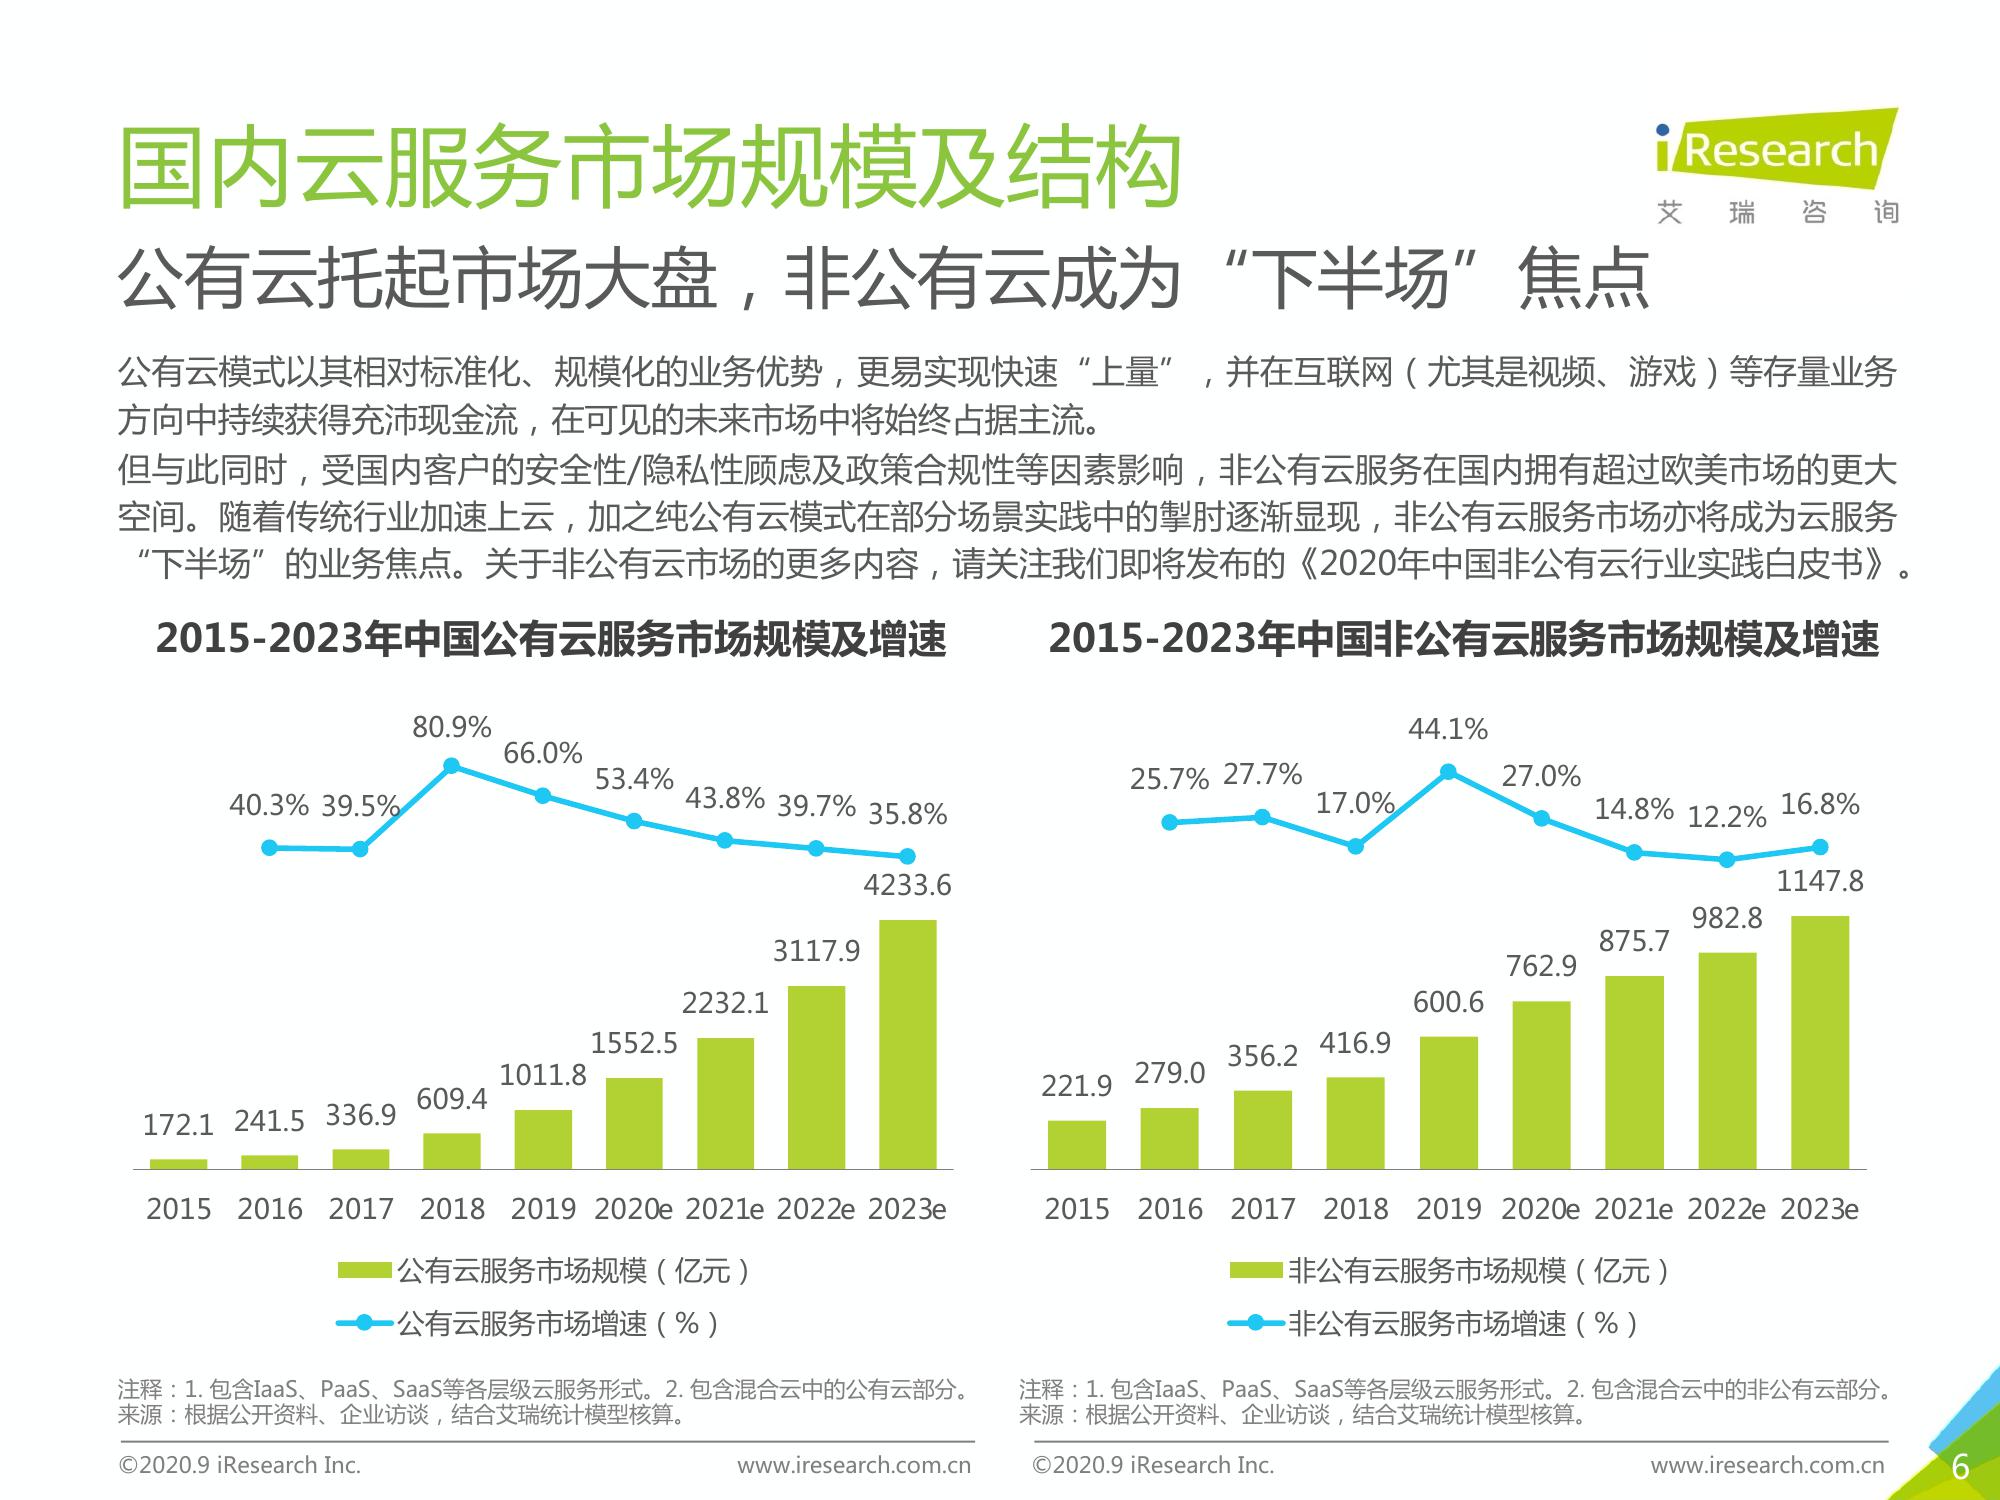 国内云服务市场规模及结构
iResearch
艾瑞咨询
公有云托起市场大盘，非公有云成为“下半场”焦点
公有云模式以其相对标准化、规模化的业务优势，更易实现快速“上量”，并在互联网（尤其是视频、游戏）等存量业务
方向中持续获得充沛现金流，在可见的未来市场中将始终占据主流。
但与此同时，受国内客户的安全性/隐私性顾虑及政策合规性等因素影响，非公有云服务在国内拥有超过欧美市场的更大
空间。随着传统行业加速上云，加之纯公有云模式在部分场景实践中的掣肘逐渐显现，非公有云服务市场亦将成为云服务
“下半场”的业务焦点。关于非公有云市场的更多内容，请关注我们即将发布的《2020年中国非公有云行业实践白皮书》。
2015-2023年中国公有云服务市场规模及增速
40.3% 39.5% 80.9% 66.0% 53.4% 43.8% 39.7% 35.8%
172.1 241.5 336.9 609.4 1011.8 1552.5 2232.1 3117.9 4233.6
2015 2016 2017 2018 2019 2020e 2021e 2022e 2023e
公有云服务市场规模（亿元）
公有云服务市场增速（%）
注释：1. 包含IaaS、PaaS、SaaS等各层级云服务形式。2. 包含混合云中的公有云部分。
来源：根据公开资料、企业访谈，结合艾瑞统计模型核算。
©2020.9 iResearch Inc. www.iresearch.com.cn
2015-2023年中国非公有云服务市场规模及增速
25.7% 27.7% 17.0% 44.1% 27.0% 14.8% 12.2% 16.8%
221.9 279.0 356.2 416.9 600.6 762.9 875.7 982.8 1147.8
2015 2016 2017 2018 2019 2020e 2021e 2022e 2023e
非公有云服务市场规模（亿元）
非公有云服务市场增速（%）
注释：1. 包含IaaS、PaaS、SaaS等各层级云服务形式。2. 包含混合云中的非公有云部分。
来源：根据公开资料、企业访谈，结合艾瑞统计模型核算。
©2020.9 iResearch Inc. www.iresearch.com.cn
6